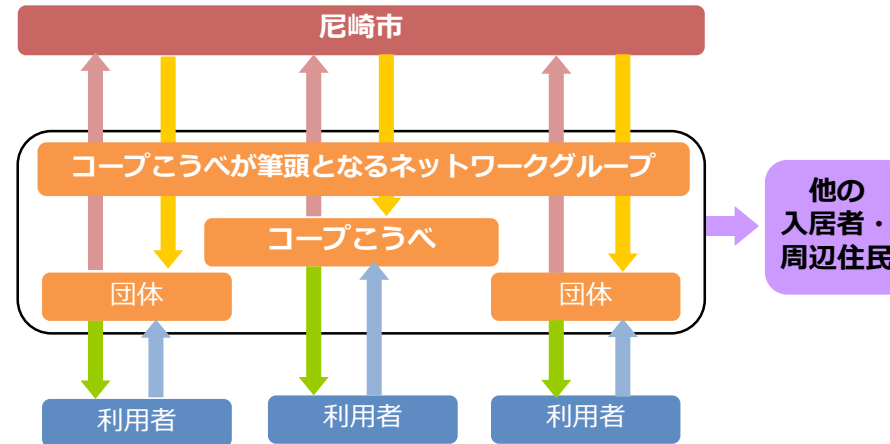 尼崎市
コープこうべが筆頭となるネットワークグループ
コープこうべ
団体
団体
他の
入居者・
周辺住民
利用者
利用者
利用者